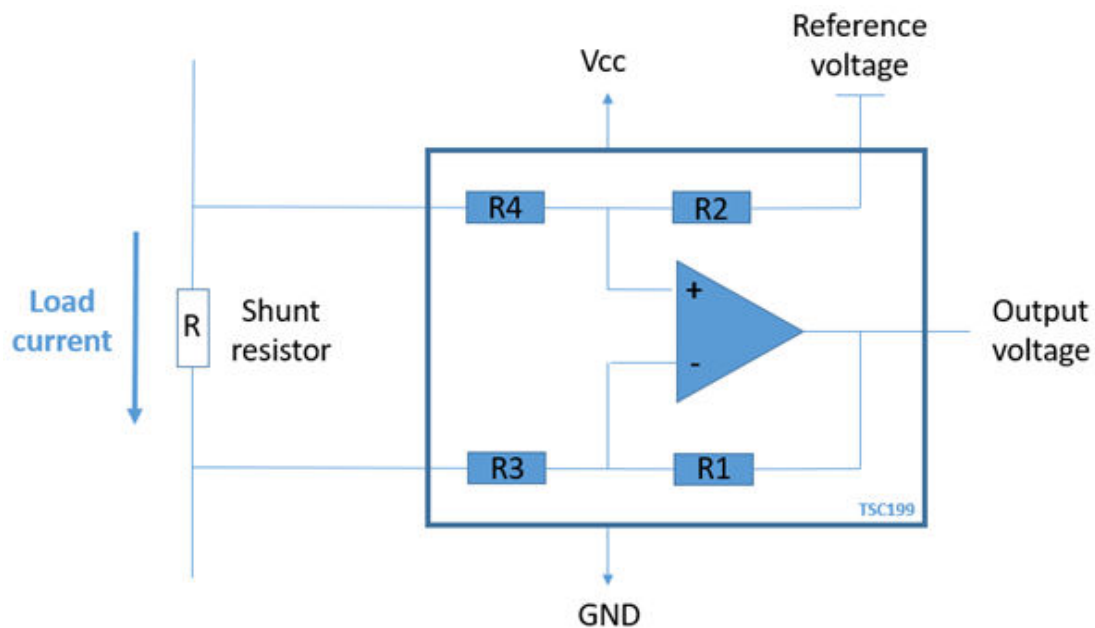 Reference
voltage
Vcc
R4
R2
+
Load
current
R
Shunt
resistor
Output
voltage
-
R3
R1
TSC199
GND